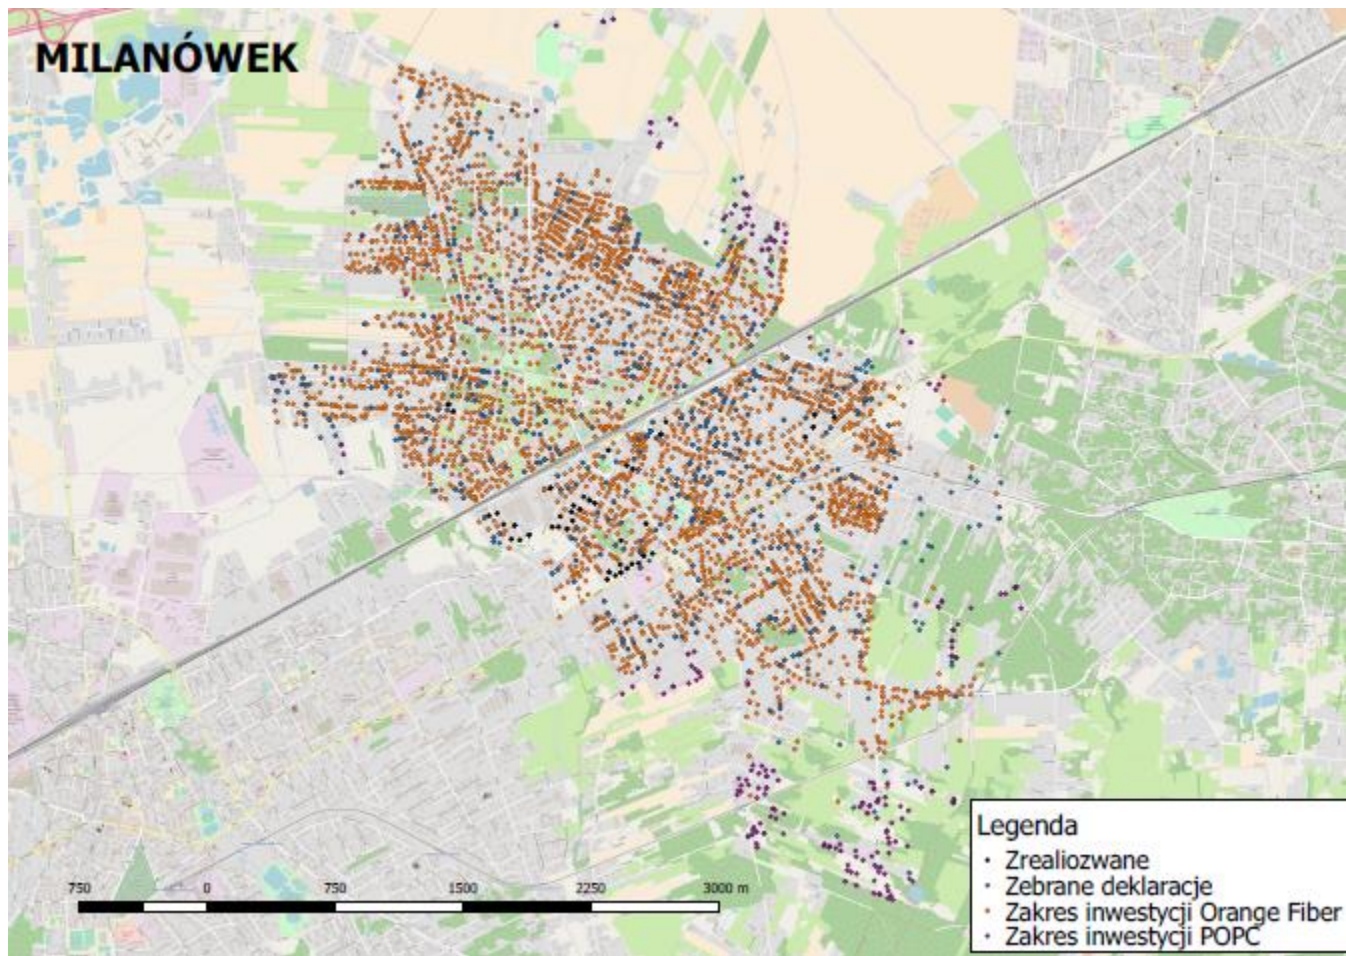 MILANÓWEK
750 0 750 1500 2250 3000 m
Legenda
Zrealiozwane
Zebrane deklaracje
Zakres inwestycji Orange Fiber
Zakres inwestycji POPC